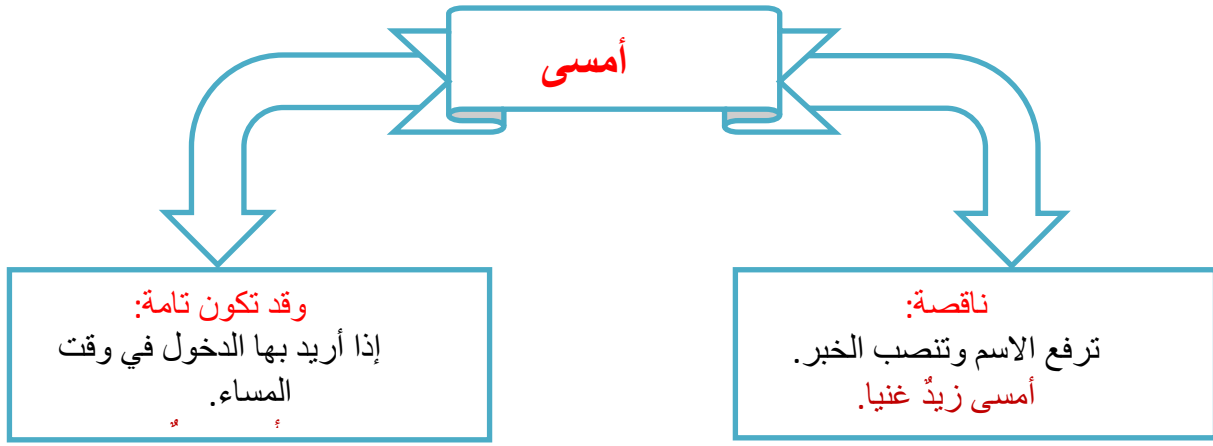 أمسى
ناقصة:
ترفع الاسم وتنصب الخبر.
أمسى زيدٌ غنيا.
وقد تكون تامة:
إذا أريد بها الدخول في وقت
المساء.